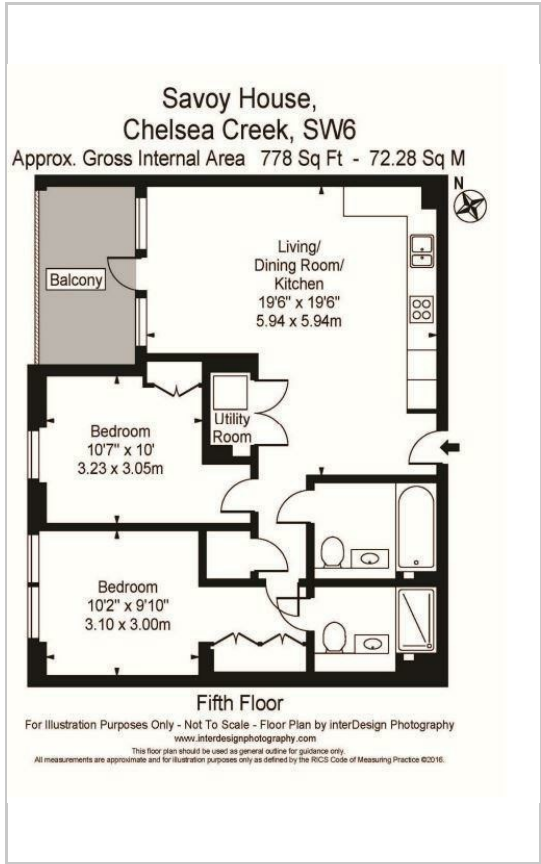 Savoy House,
Chelsea Creek, SW6
Approx. Gross Internal Area 778 Sq Ft - 72.28 Sq M
N
Living/
Dining Room/
Kitchen
19'6" x 19'6"
5.94 x 5.94m
Balcony
Utility
Room
Bedroom
10'7" x 10'
3.23 x 3.05m
Bedroom
10'2" x 9'10"
3.10 x 3.00m
Fifth Floor
For Illustration Purposes Only - Not To Scale - Floor Plan by interDesign Photography
www.interdesignphotography.com
This floor plan should be used as general outline for guidance only.
All measurements are approximate and for illustration purposes only as defined by the RICS Code of Measuring Practice ©2016.